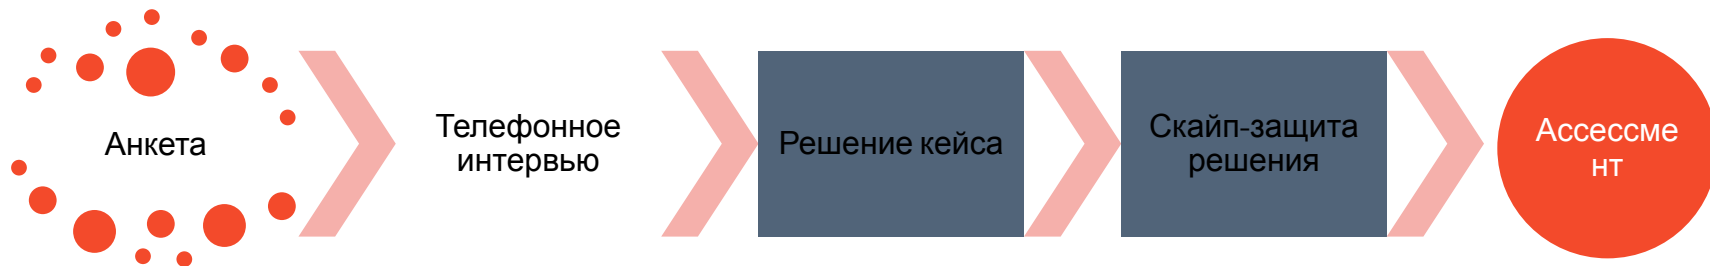 Анкета
Телефонное
интервью
Решение кейса
Скайп-защита
решения
Ассессме
нт